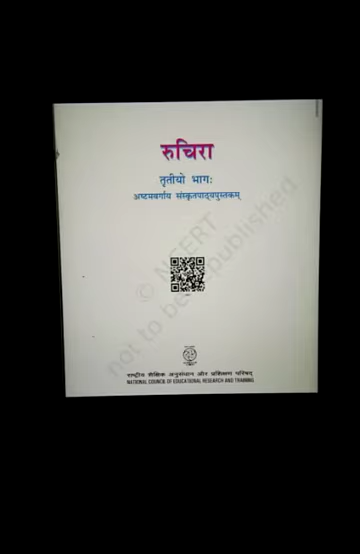 रुचिरा
तृतीयो भागः
अष्टमवर्गाय संस्कृतपाठ्यपुस्तकम्
© NCERT
not to be republished
राष्ट्रीय शैक्षिक अनुसंधान और प्रशिक्षण परिषद्
NATIONAL COUNCIL OF EDUCATIONAL RESEARCH AND TRAINING